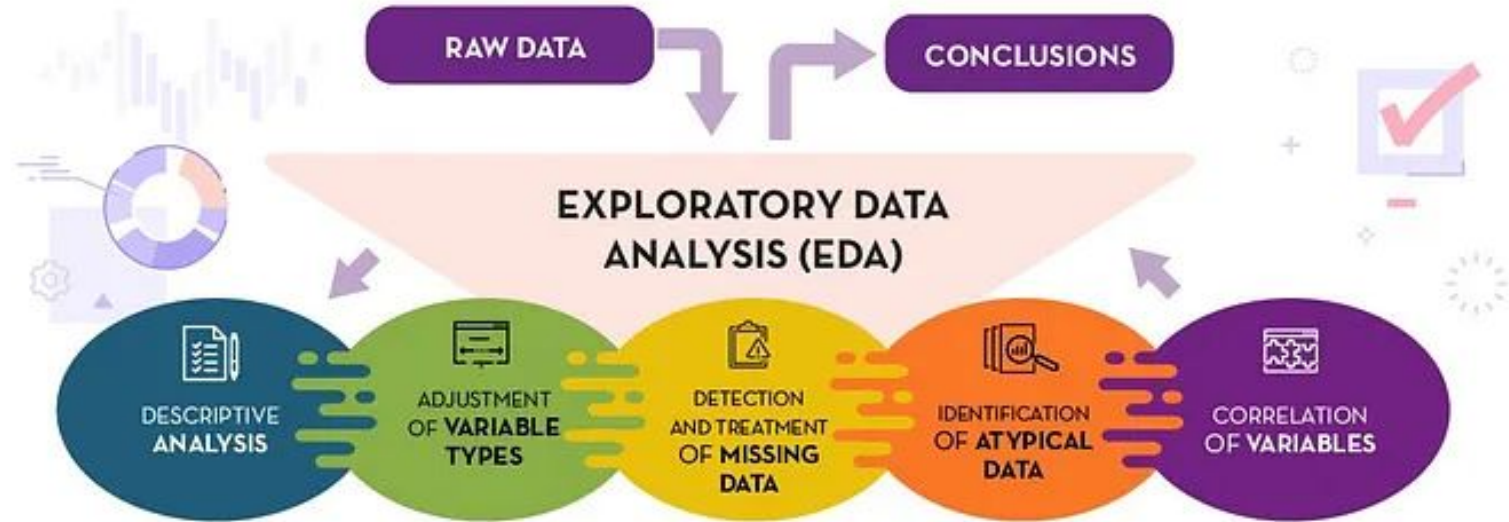 RAW DATA
CONCLUSIONS
EXPLORATORY DATA
ANALYSIS (EDA)
DESCRIPTIVE
ANALYSIS
ADJUSTMENT
OF VARIABLE
TYPES
DETECTION
AND TREATMENT
OF MISSING
DATA
IDENTIFICATION
OF ATYPICAL
DATA
CORRELATION
OF VARIABLES